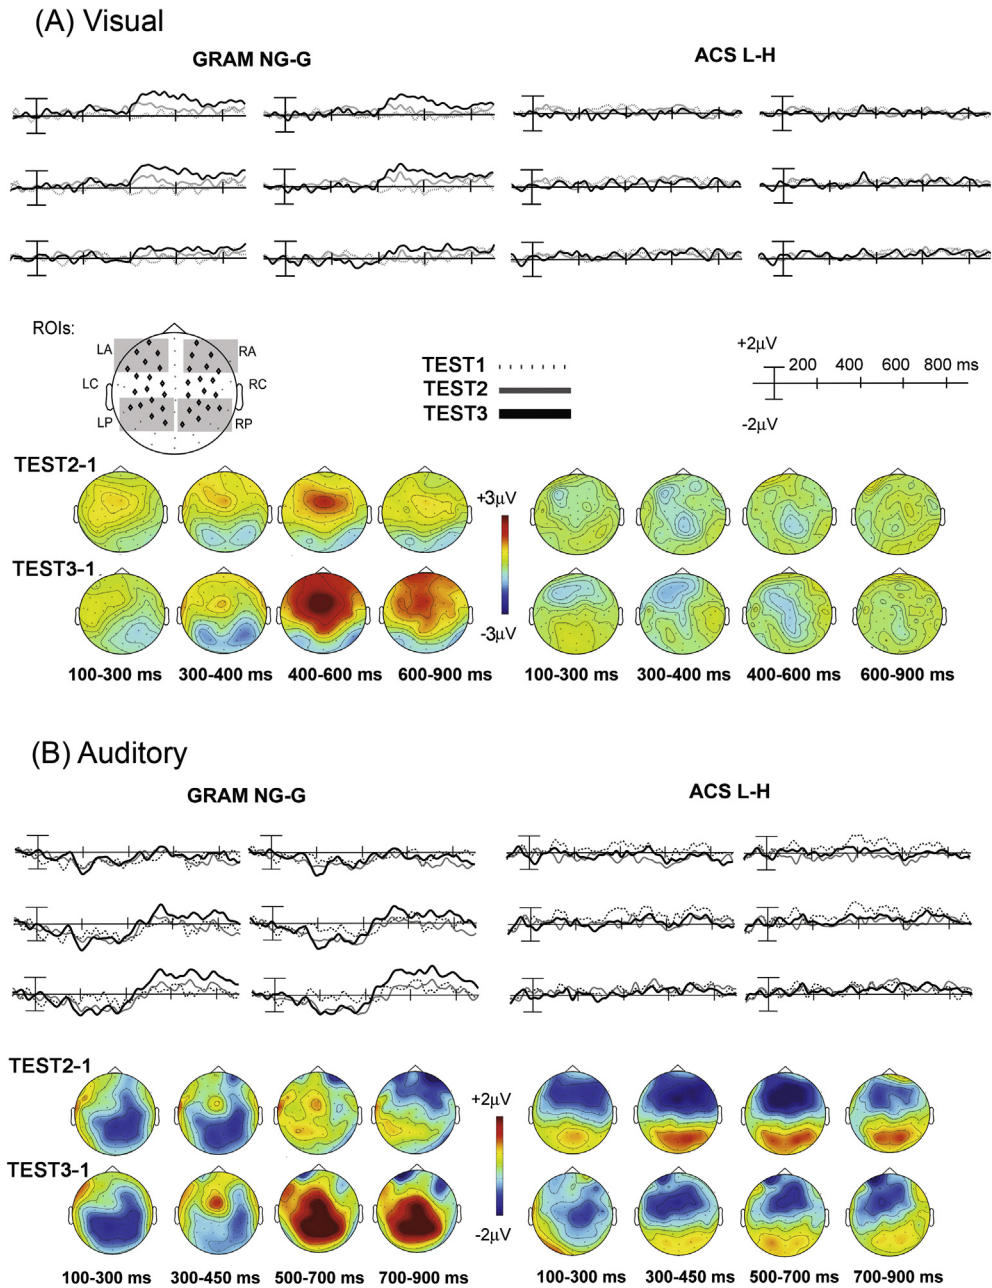 (A) Visual
GRAM NG-G
ACS L-H
ROIs:
LA
RA
LC
RC
LP
RP
TEST1
TEST2
TEST3
+2µV
200 400 600 800 ms
-2µV
TEST2-1
+3µV
TEST3-1
-3µV
100-300 ms 300-400 ms 400-600 ms 600-900 ms 100-300 ms 300-400 ms 400-600 ms 600-900 ms
(B) Auditory
GRAM NG-G
ACS L-H
TEST2-1
+2µV
TEST3-1
-2µV
100-300 ms 300-450 ms 500-700 ms 700-900 ms 100-300 ms 300-450 ms 500-700 ms 700-900 ms